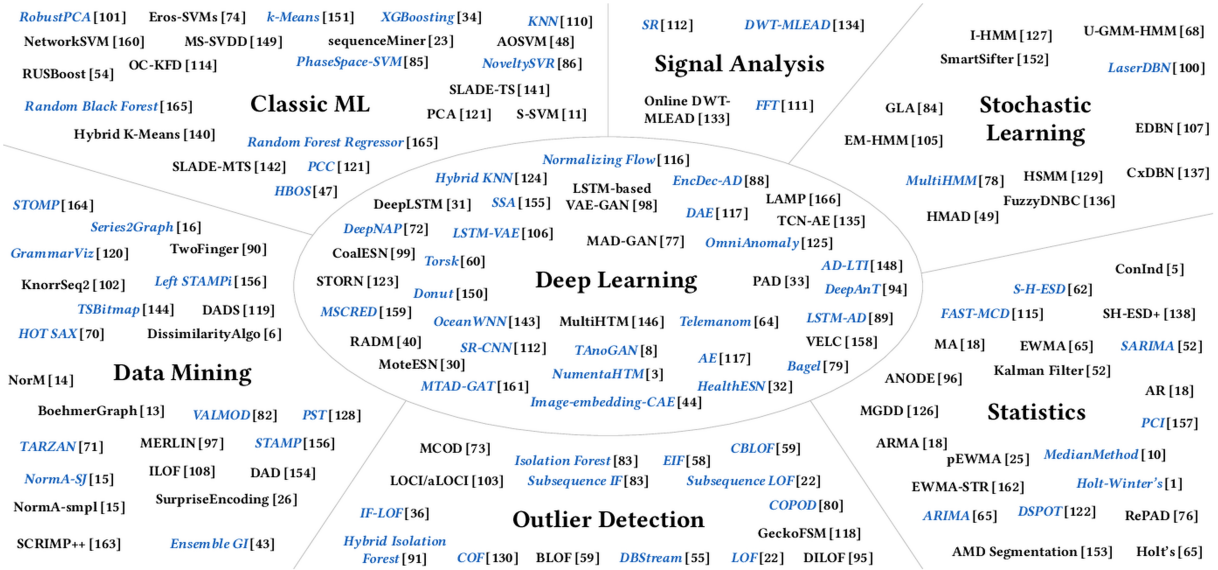 RobustPCA [101] Eros-SVMs [74] k-Means [151] XGBoosting [34] KNN [110]
NetworkSVM [160] MS-SVDD [149] sequenceMiner [23] AOSVM [48]
RUSBoost [54] OC-KFD [114] PhaseSpace-SVM [85] NoveltySVR [86]
SLADE-TS [141]
Random Black Forest [165] Classic ML PCA [121] S-SVM [11]
Hybrid K-Means [140] Random Forest Regressor [165]
SLADE-MTS [142] PCC [121]
HBOS [47]
SR [112] DWT-MLEAD [134]
Signal Analysis
Online DWT-
MLEAD [133] FFT [111]
I-HMM [127] U-GMM-HMM [68]
SmartSifter [152] LaserDBN [100]
GLA [84] Stochastic
Learning
EM-HMM [105] EDBN [107]
MultiHMM [78] HSMM [129] CxDBN [137]
FuzzyDNBC [136]
HMAD [49]
STOMP [164]
Series2Graph [16]
GrammarViz [120] TwoFinger [90]
KnorrSeq2 [102] Left STAMPi [156]
TSBitmap [144] DADS [119]
HOT SAX [70] DissimilarityAlgo [6]
NorM [14] Data Mining
BoehmerGraph [13] VALMOD [82] PST [128]
TARZAN [71] MERLIN [97] STAMP [156]
NormA-SJ [15] ILOF [108] DAD [154]
NormA-smpl [15] SurpriseEncoding [26]
SCRIMP++ [163] Ensemble GI [43]
Normalizing Flow [116]
Hybrid KNN [124] LSTM-based
VAE-GAN [98] EncDec-AD [88]
DeepLSTM [31] SSA [155] DAE [117] LAMP [166]
TCN-AE [135]
DeepNAP [72] LSTM-VAE [106] MAD-GAN [77] OmniAnomaly [125]
CoalESN [99] Torsk [60] AD-LTI [148]
STORN [123] Donut [150] Deep Learning PAD [33] DeepAnT [94]
MSCRED [159] OceanWNN [143] MultiHTM [146] Telemanom [64] LSTM-AD [89]
RADM [40] SR-CNN [112] TAnoGAN [8] AE [117] VELC [158]
MoteESN [30] NumentaHTM [3] Bagel [79]
MTAD-GAT [161] HealthESN [32]
Image-embedding-CAE [44]
ConInd [5]
S-H-ESD [62]
FAST-MCD [115] SH-ESD+ [138]
MA [18] EWMA [65] SARIMA [52]
ANODE [96] Kalman Filter [52]
AR [18]
MGDD [126] Statistics PCI [157]
ARMA [18] pEWMA [25] MedianMethod [10]
EWMA-STR [162] Holt-Winter's [1]
ARIMA [65] DSPOT [122] RePAD [76]
AMD Segmentation [153] Holt's [65]
MCOD [73] Isolation Forest [83] EIF [58] CBLOF [59]
LOCI/aLOCI [103] Subsequence IF [83] Subsequence LOF [22]
IF-LOF [36] COPOD [80]
Outlier Detection
GeckoFSM [118]
Hybrid Isolation
Forest [91] COF [130] BLOF [59] DBStream [55] LOF [22] DILOF [95]